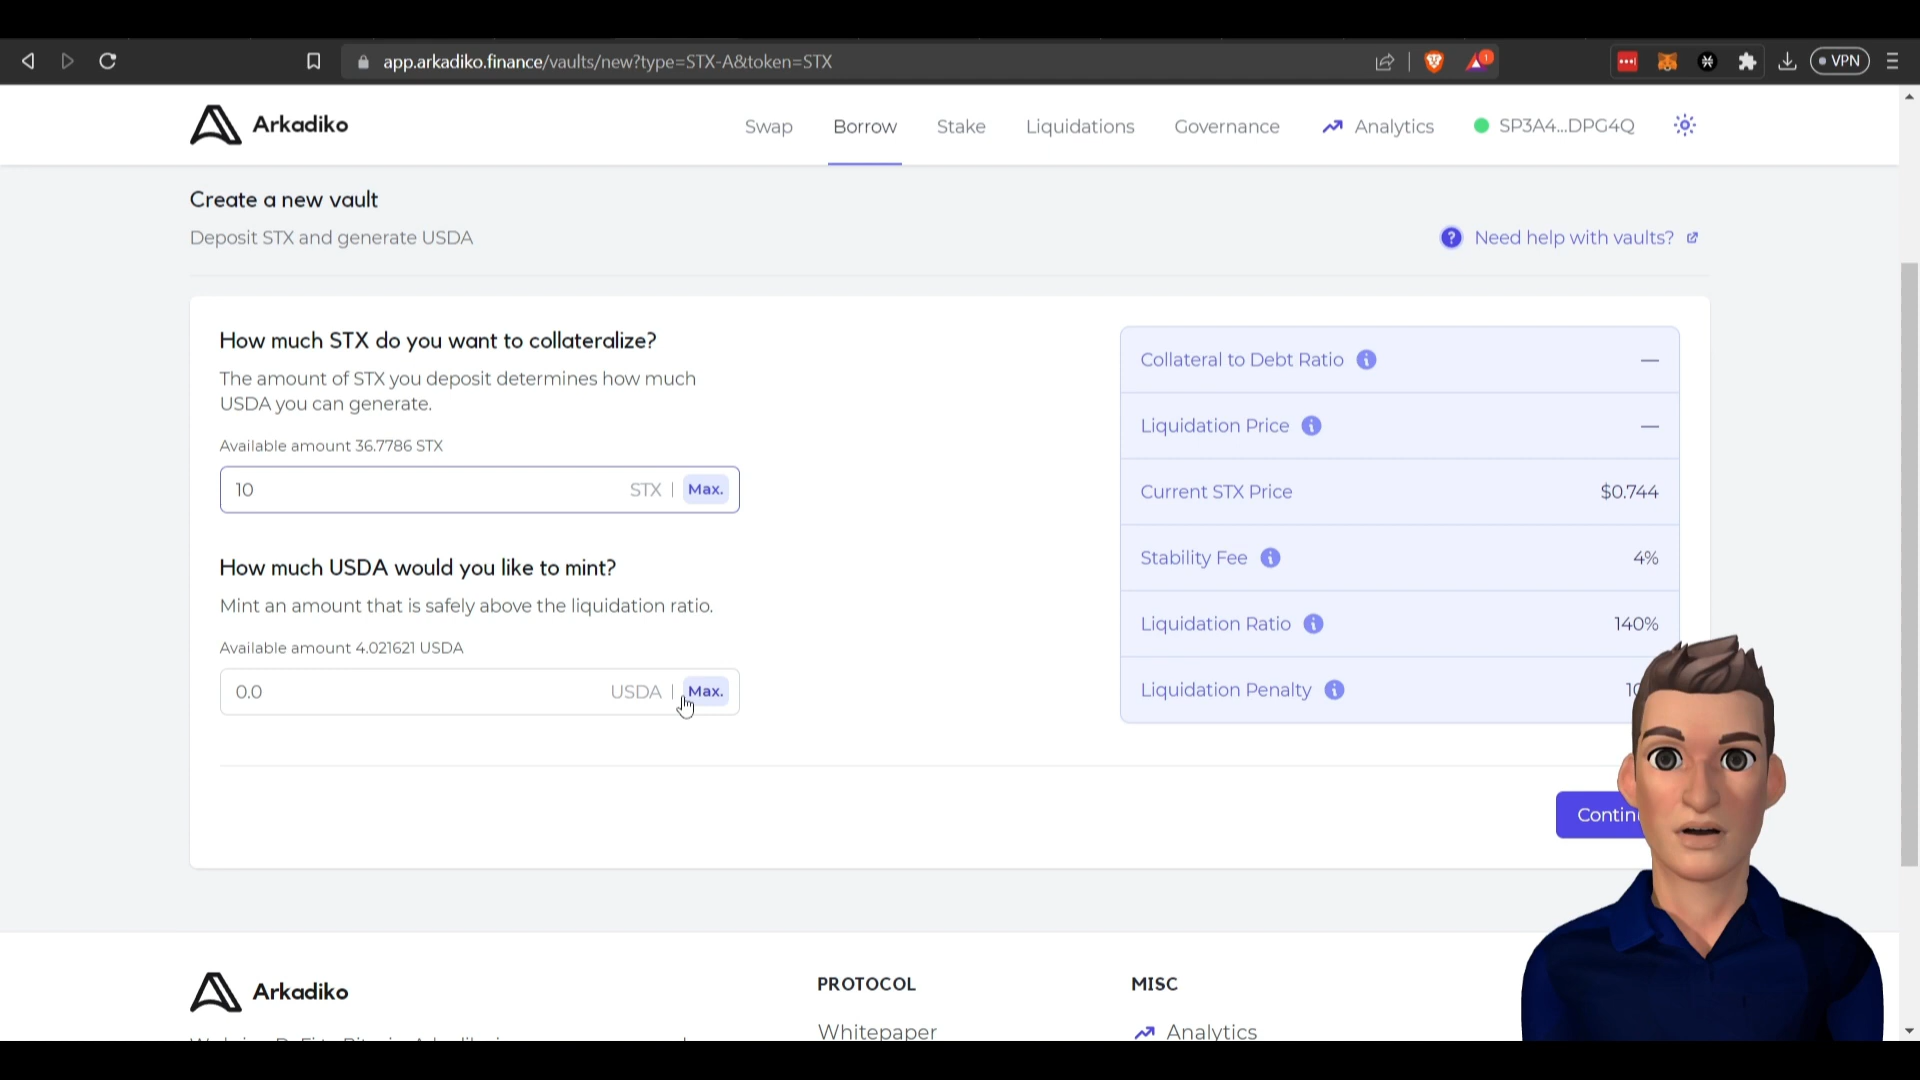 app.arkadiko.finance/vaults/new?type=STX-A&token=STX
1
VPN
Arkadiko
Swap
Borrow
Stake
Liquidations
Governance
Analytics
SP3A4...DPG4Q
Create a new vault
Deposit STX and generate USDA
Need help with vaults?
How much STX do you want to collateralize?
The amount of STX you deposit determines how much
USDA you can generate.
Available amount 36.7786 STX
10 STX | Max.
How much USDA would you like to mint?
Mint an amount that is safely above the liquidation ratio.
Available amount 4.021621 USDA
0.0 USDA | Max.
Collateral to Debt Ratio —
Liquidation Price —
Current STX Price $0.744
Stability Fee 4%
Liquidation Ratio 140%
Liquidation Penalty
Arkadiko
PROTOCOL
Whitepaper
MISC
Analytics